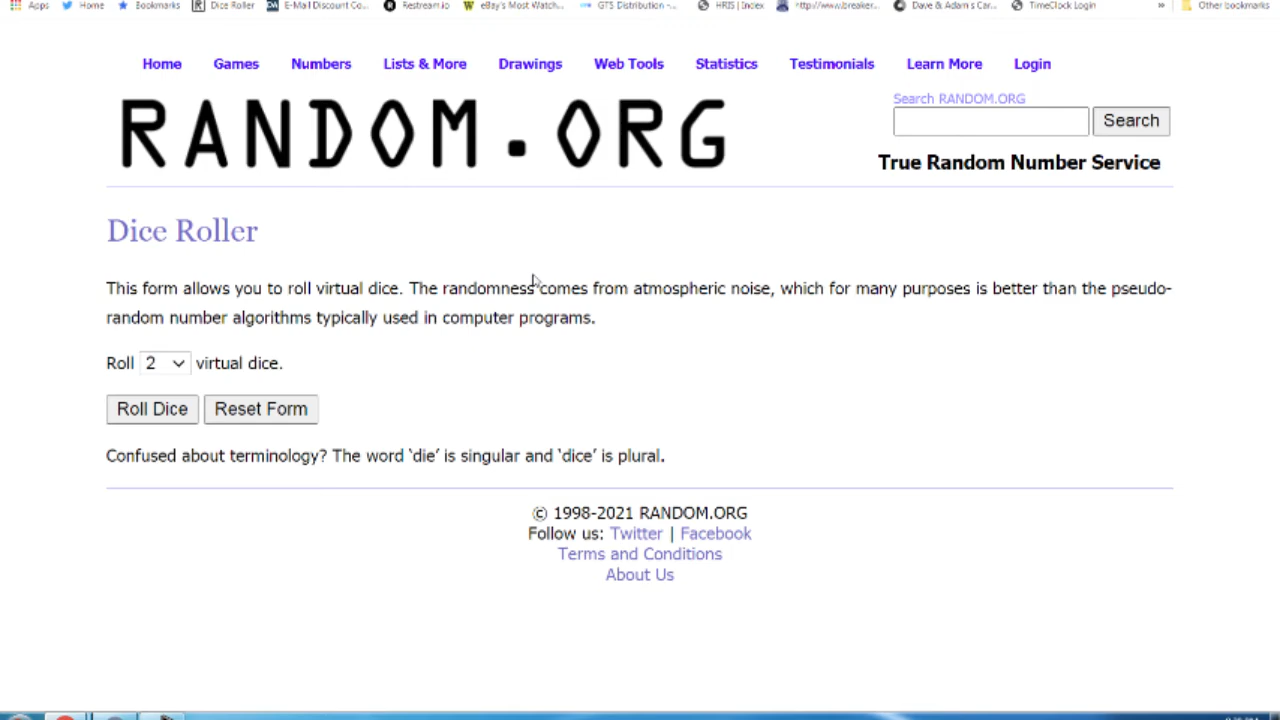 Apps Home Bookmarks Dice Roller E-Mail Discount Co... Restream.io eBay's Most Watch... GTS Distribution -... HRIS | Index http://www.breaker... Dave & Adam's Car... TimeClock Login » Other bookmarks
Home Games Numbers Lists & More Drawings Web Tools Statistics Testimonials Learn More Login
RANDOM.ORG
Search RANDOM.ORG
Search
True Random Number Service
Dice Roller
This form allows you to roll virtual dice. The randomness comes from atmospheric noise, which for many purposes is better than the pseudo-
random number algorithms typically used in computer programs.
Roll 2 virtual dice.
Roll Dice Reset Form
Confused about terminology? The word ‘die’ is singular and ‘dice’ is plural.
© 1998-2021 RANDOM.ORG
Follow us: Twitter | Facebook
Terms and Conditions
About Us